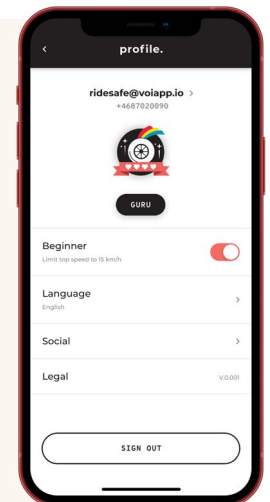 profile.
ridesafe@voiapp.io
+4687020090
GURU
Beginner
Limit top speed to 15 km/h
Language
English
Social
Legal
V.0.001
SIGN OUT